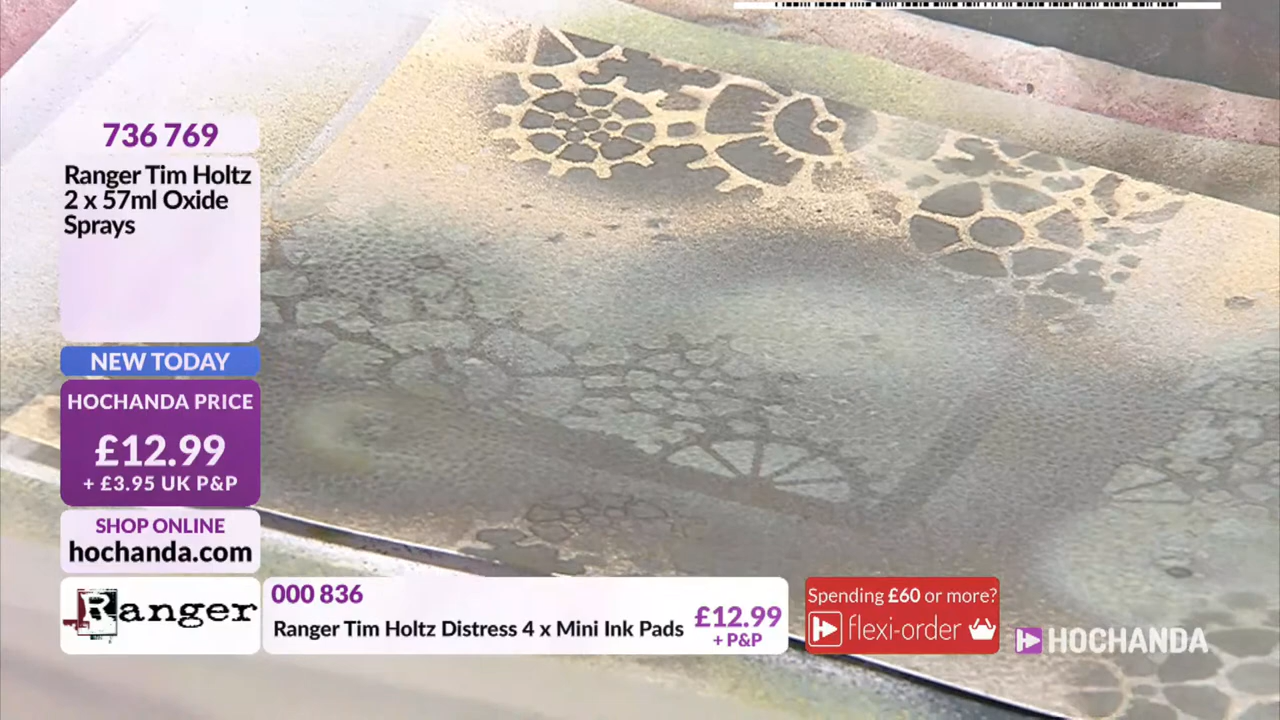 736 769
Ranger Tim Holtz
2 x 57ml Oxide
Sprays
NEW TODAY
HOCHANDA PRICE
£12.99
+ £3.95 UK P&P
SHOP ONLINE
hochanda.com
Ranger
000 836
Ranger Tim Holtz Distress 4 x Mini Ink Pads
£12.99
+ P&P
Spending £60 or more?
flexi-order
HOCHANDA